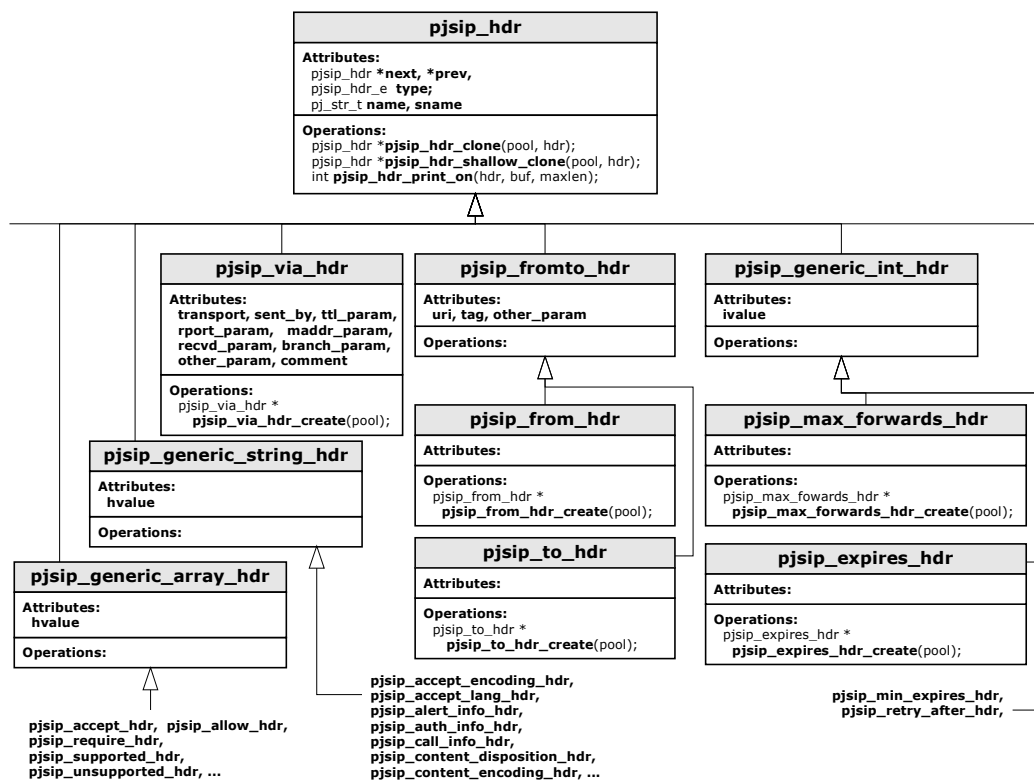 pjsip_hdr
Attributes:
pjsip_hdr *next, *prev,
pjsip_hdr_e type;
pj_str_t name, sname
Operations:
pjsip_hdr *pjsip_hdr_clone(pool, hdr);
pjsip_hdr *pjsip_hdr_shallow_clone(pool, hdr);
int pjsip_hdr_print_on(hdr, buf, maxlen);
pjsip_via_hdr
Attributes:
transport, sent_by, ttl_param,
rport_param, maddr_param,
recvd_param, branch_param,
other_param, comment
Operations:
pjsip_via_hdr *
pjsip_via_hdr_create(pool);
pjsip_fromto_hdr
Attributes:
uri, tag, other_param
Operations:
pjsip_generic_int_hdr
Attributes:
ivalue
Operations:
pjsip_from_hdr
Attributes:
Operations:
pjsip_from_hdr *
pjsip_from_hdr_create(pool);
pjsip_max_forwards_hdr
Attributes:
Operations:
pjsip_max_fowards_hdr *
pjsip_max_forwards_hdr_create(pool);
pjsip_generic_string_hdr
Attributes:
hvalue
Operations:
pjsip_to_hdr
Attributes:
Operations:
pjsip_to_hdr *
pjsip_to_hdr_create(pool);
pjsip_expires_hdr
Attributes:
Operations:
pjsip_expires_hdr *
pjsip_expires_hdr_create(pool);
pjsip_generic_array_hdr
Attributes:
hvalue
Operations:
pjsip_accept_hdr, pjsip_allow_hdr,
pjsip_require_hdr,
pjsip_supported_hdr,
pjsip_unsupported_hdr, ...
pjsip_accept_encoding_hdr,
pjsip_accept_lang_hdr,
pjsip_alert_info_hdr,
pjsip_auth_info_hdr,
pjsip_call_info_hdr,
pjsip_content_disposition_hdr,
pjsip_content_encoding_hdr, ...
pjsip_min_expires_hdr,
pjsip_retry_after_hdr,